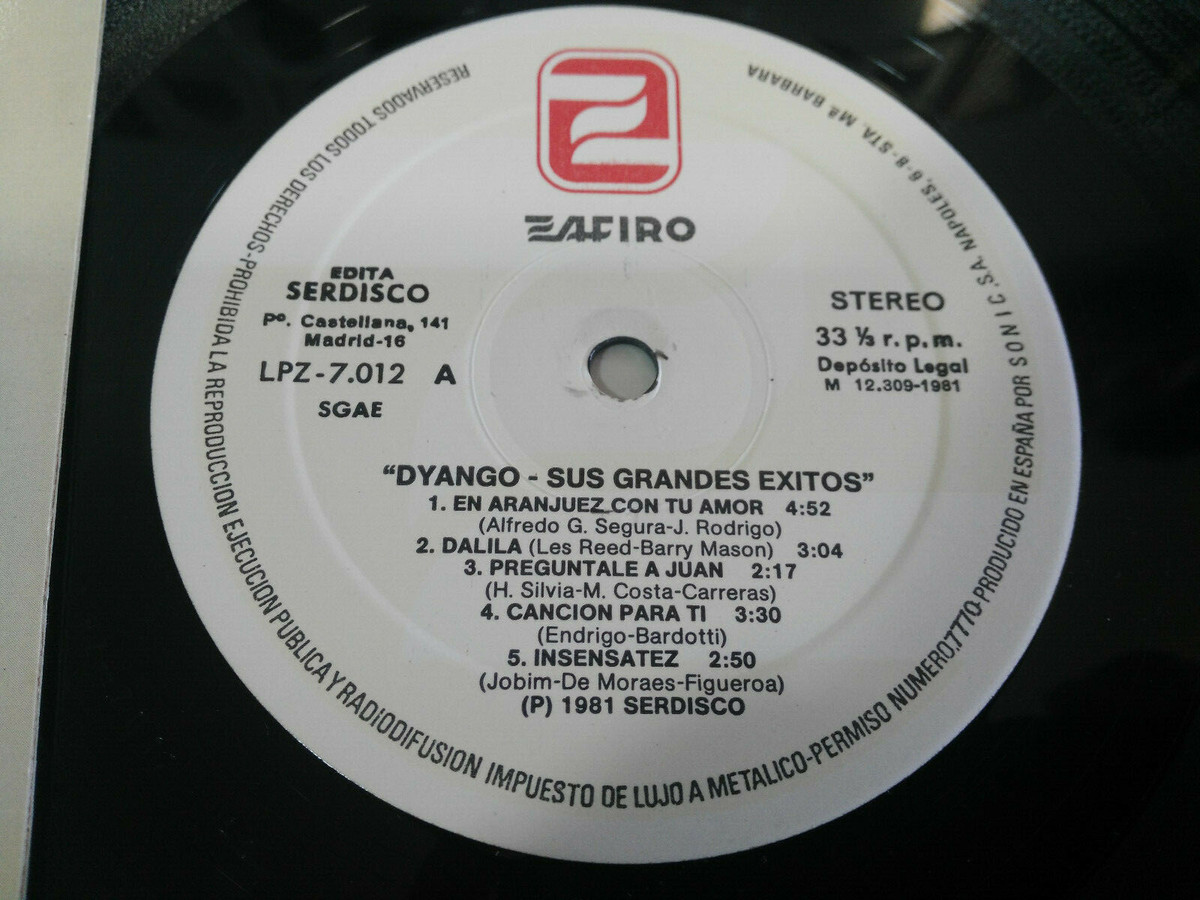 ZAFIRO
EDITA
SERDISCO
Pº. Castellana, 141
Madrid-16
LPZ-7.012 A
SGAE
STEREO
33 ⅓ r.p.m.
Depósito Legal
M 12.309-1981
"DYANGO - SUS GRANDES EXITOS"
1. EN ARANJUEZ CON TU AMOR 4:52
(Alfredo G. Segura-J. Rodrigo)
2. DALILA (Les Reed-Barry Mason) 3:04
3. PREGUNTALE A JUAN 2:17
(H. Silvia-M. Costa-Carreras)
4. CANCION PARA TI 3:30
(Endrigo-Bardotti)
5. INSENSATEZ 2:50
(Jobim-De Moraes-Figueroa)
(P) 1981 SERDISCO
RESERVADOS TODOS LOS DERECHOS-PROHIBIDA LA REPRODUCCION EJECUCION PUBLICA Y RADIODIFUSION IMPUESTO DE LUJO A METALICO-PERMISO NUMERO.7770-PRODUCIDO EN ESPAÑA POR S O N I C , S.A. NAPOLES, 6-8-STA. Mª BARBARA